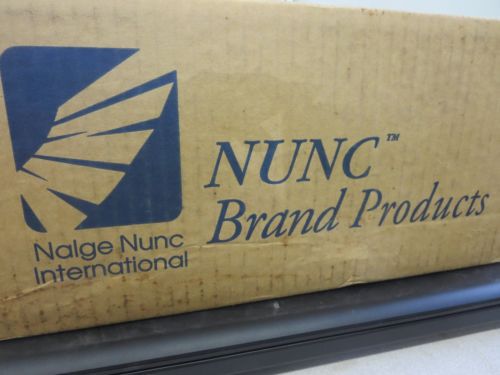 Nalge Nunc
International
NUNC™
Brand Products